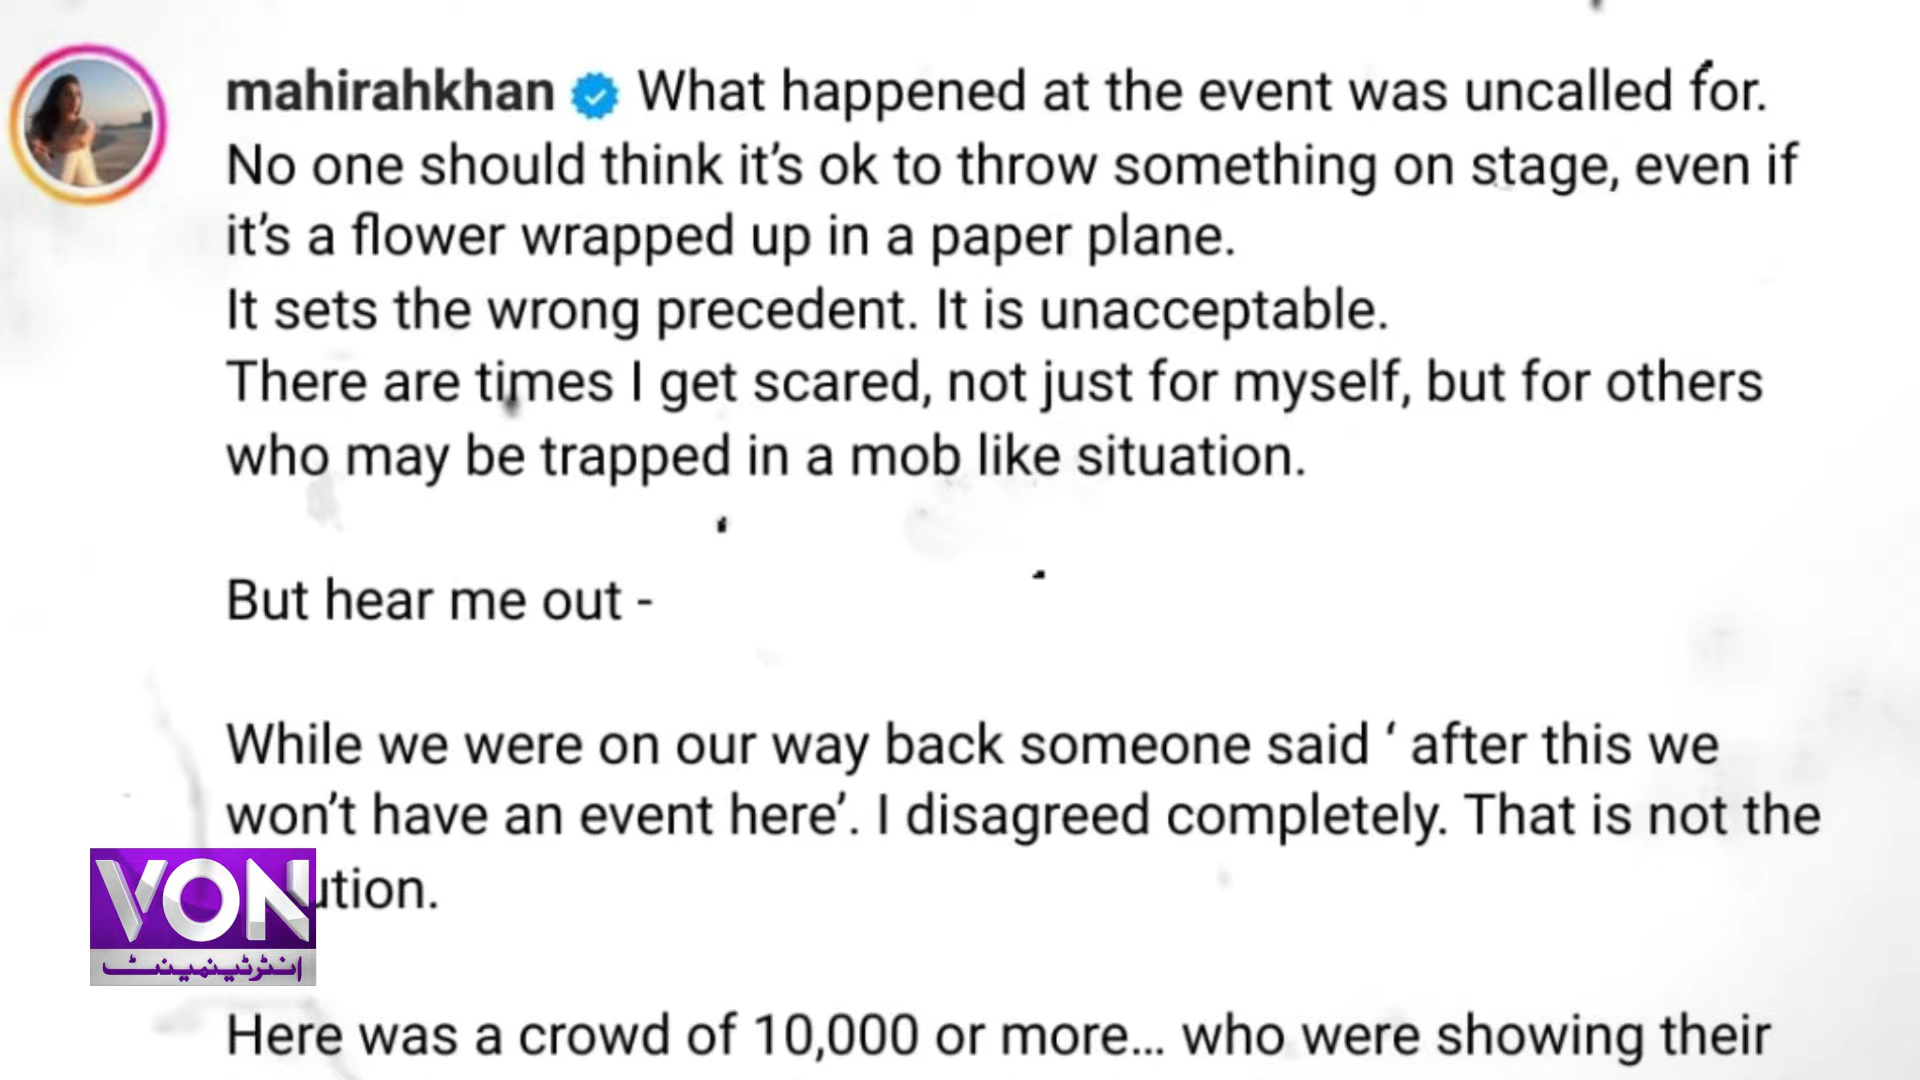 mahirahkhan What happened at the event was uncalled for.
No one should think it's ok to throw something on stage, even if
it's a flower wrapped up in a paper plane.
It sets the wrong precedent. It is unacceptable.
There are times I get scared, not just for myself, but for others
who may be trapped in a mob like situation.
But hear me out -
While we were on our way back someone said ‘ after this we
won't have an event here’. I disagreed completely. That is not the
ution.
VON
انٹرٹینمینٹ
Here was a crowd of 10,000 or more... who were showing their